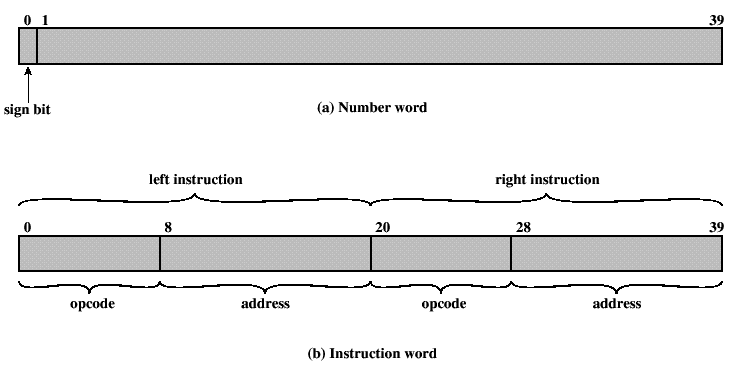 0 1 39
sign bit
(a) Number word
left instruction right instruction
0 8 20 28 39
opcode address opcode address
(b) Instruction word